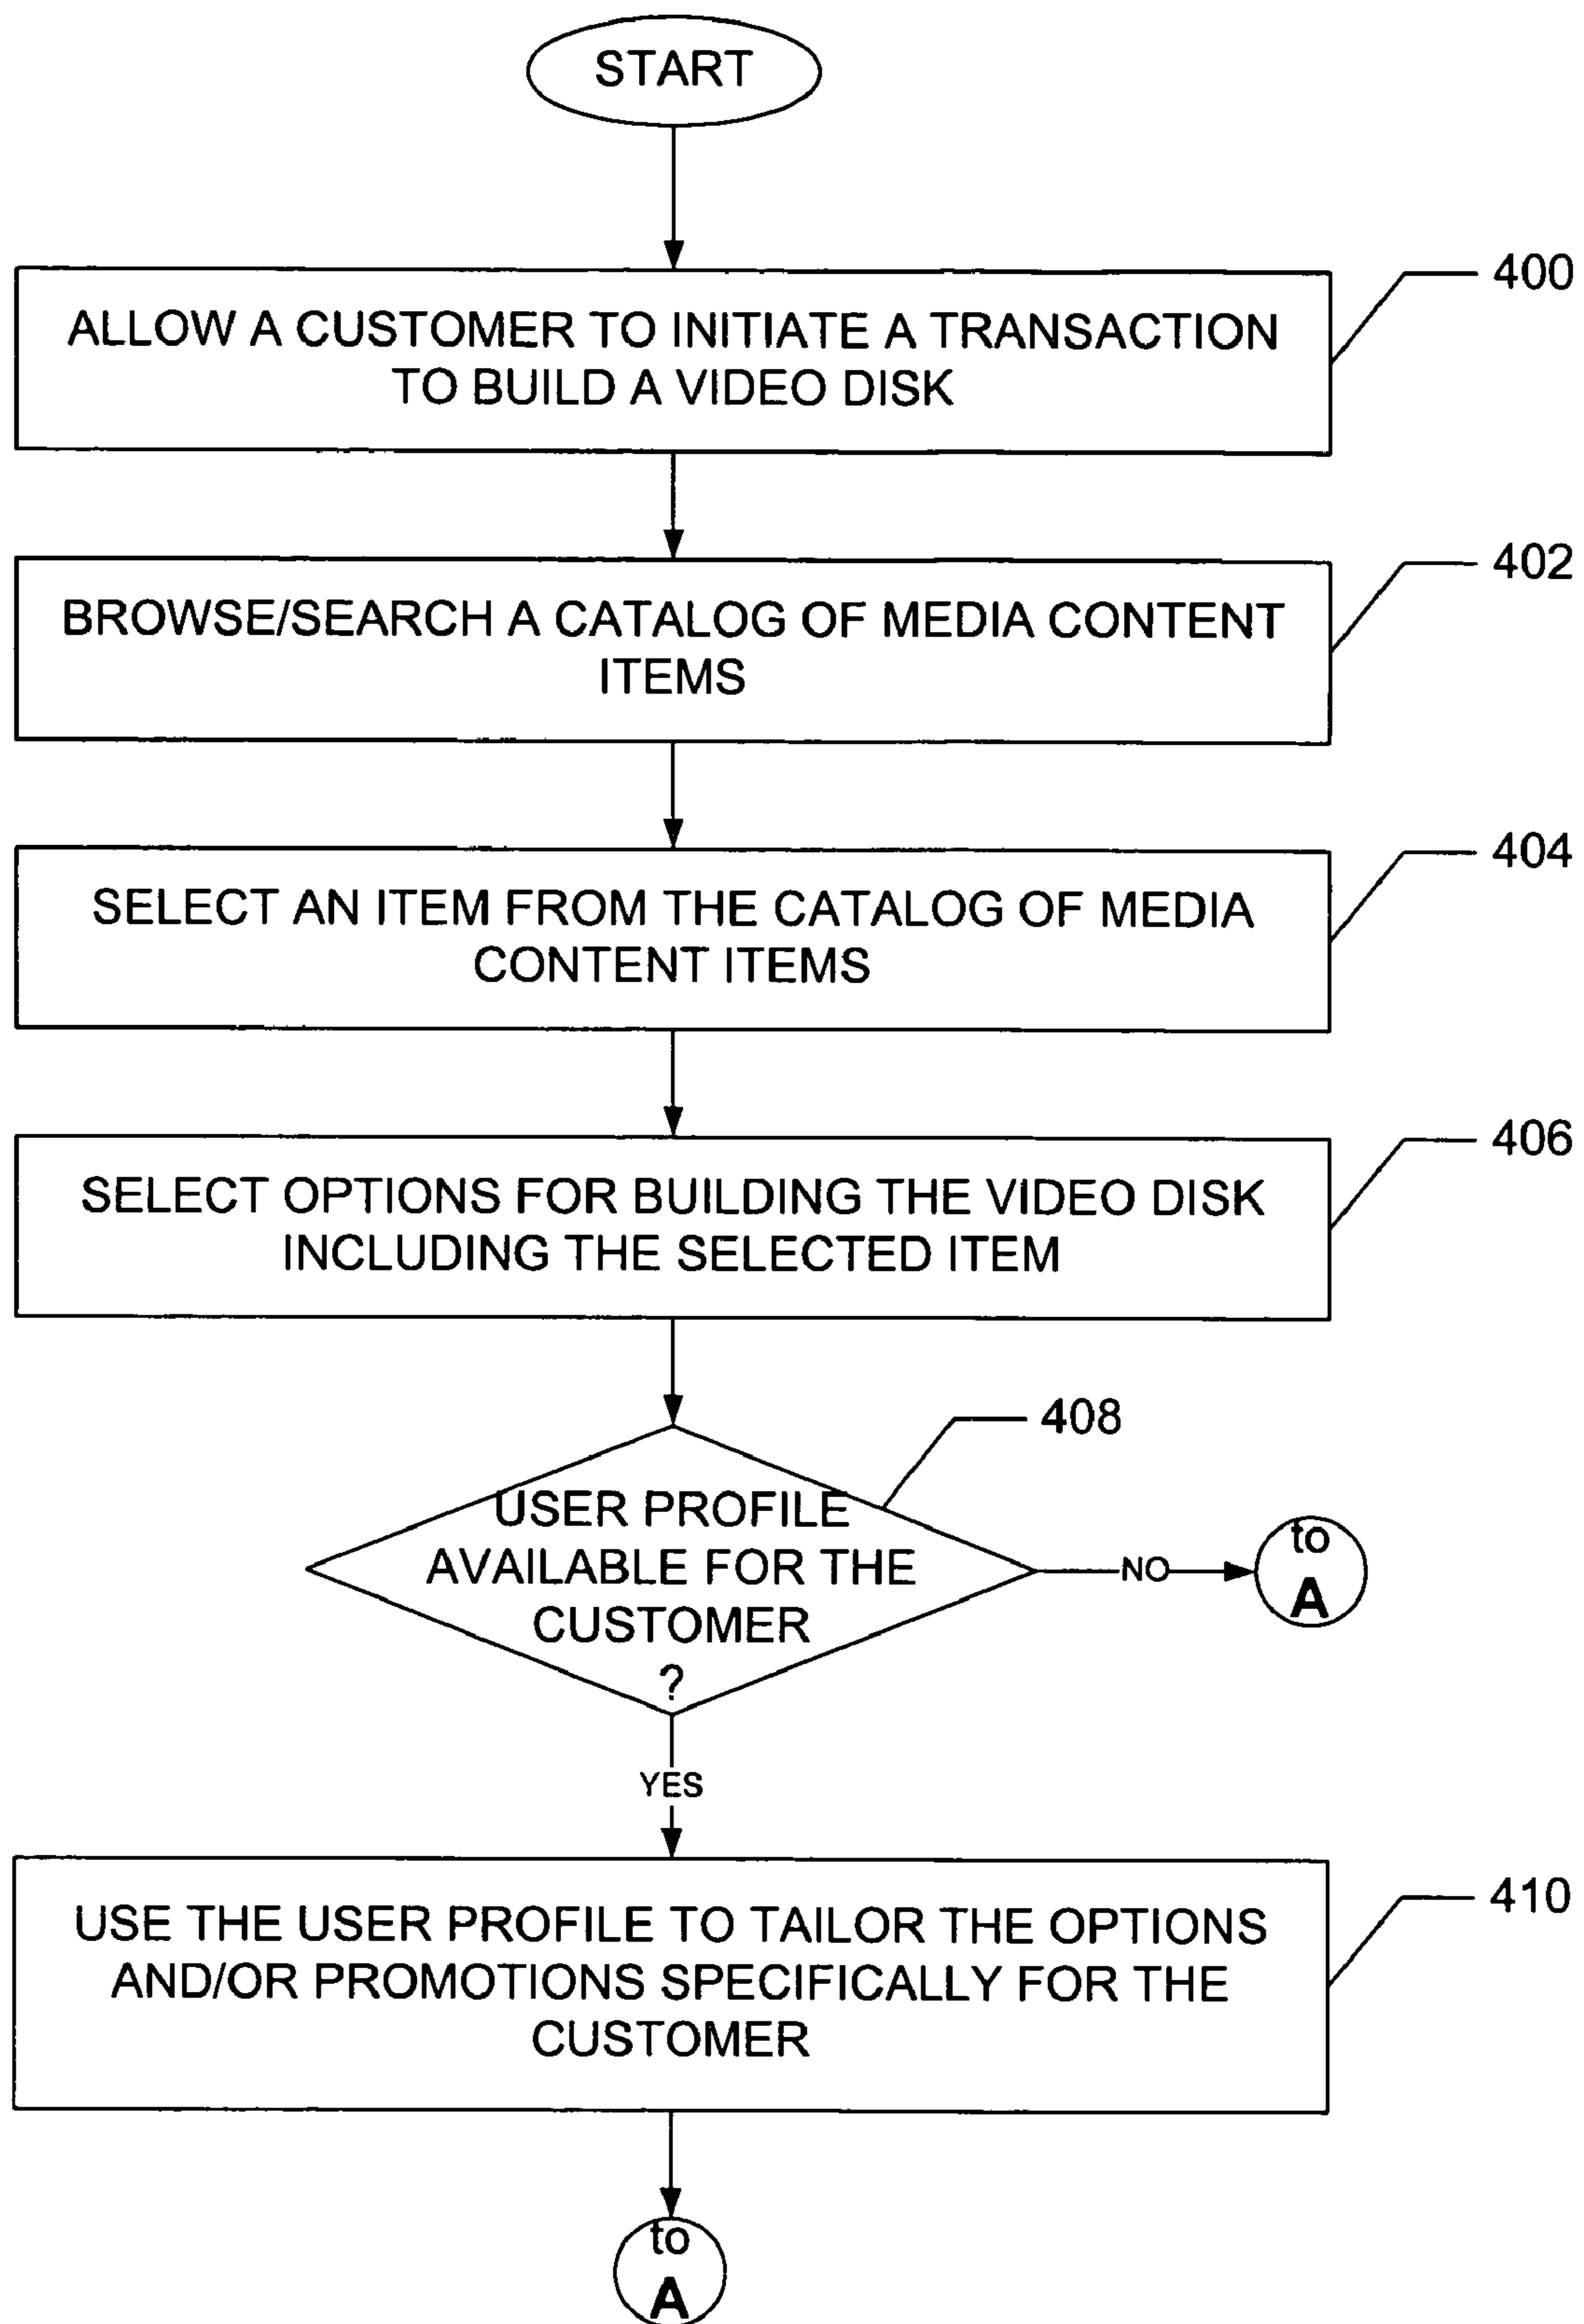 START
400
ALLOW A CUSTOMER TO INITIATE A TRANSACTION
TO BUILD A VIDEO DISK
402
BROWSE/SEARCH A CATALOG OF MEDIA CONTENT
ITEMS
404
SELECT AN ITEM FROM THE CATALOG OF MEDIA
CONTENT ITEMS
406
SELECT OPTIONS FOR BUILDING THE VIDEO DISK
INCLUDING THE SELECTED ITEM
408
USER PROFILE
AVAILABLE FOR THE
CUSTOMER
?
NO
to
A
YES
410
USE THE USER PROFILE TO TAILOR THE OPTIONS
AND/OR PROMOTIONS SPECIFICALLY FOR THE
CUSTOMER
to
A